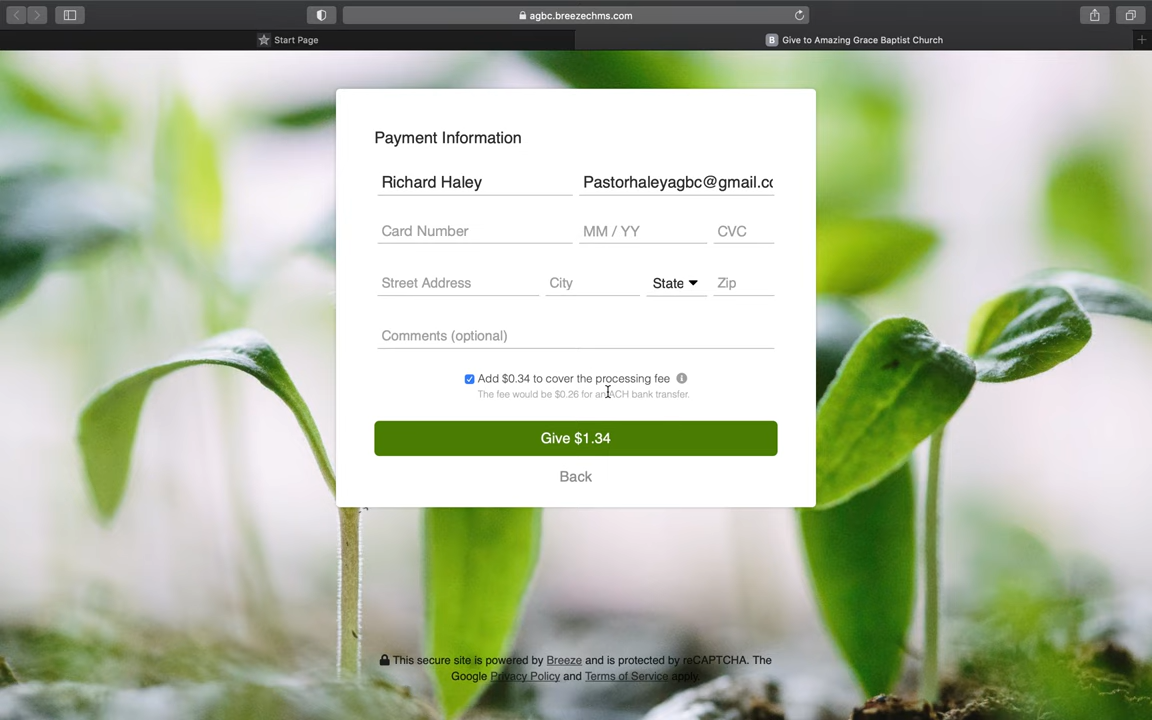 agbc.breezechms.com
Start Page
B Give to Amazing Grace Baptist Church
Payment Information
Richard Haley
Pastorhaleyagbc@gmail.cc
Card Number
MM / YY
CVC
Street Address
City
State
Zip
Comments (optional)
Add $0.34 to cover the processing fee
The fee would be $0.26 for an ACH bank transfer.
Give $1.34
Back
This secure site is powered by Breeze and is protected by reCAPTCHA. The
Google Privacy Policy and Terms of Service apply.